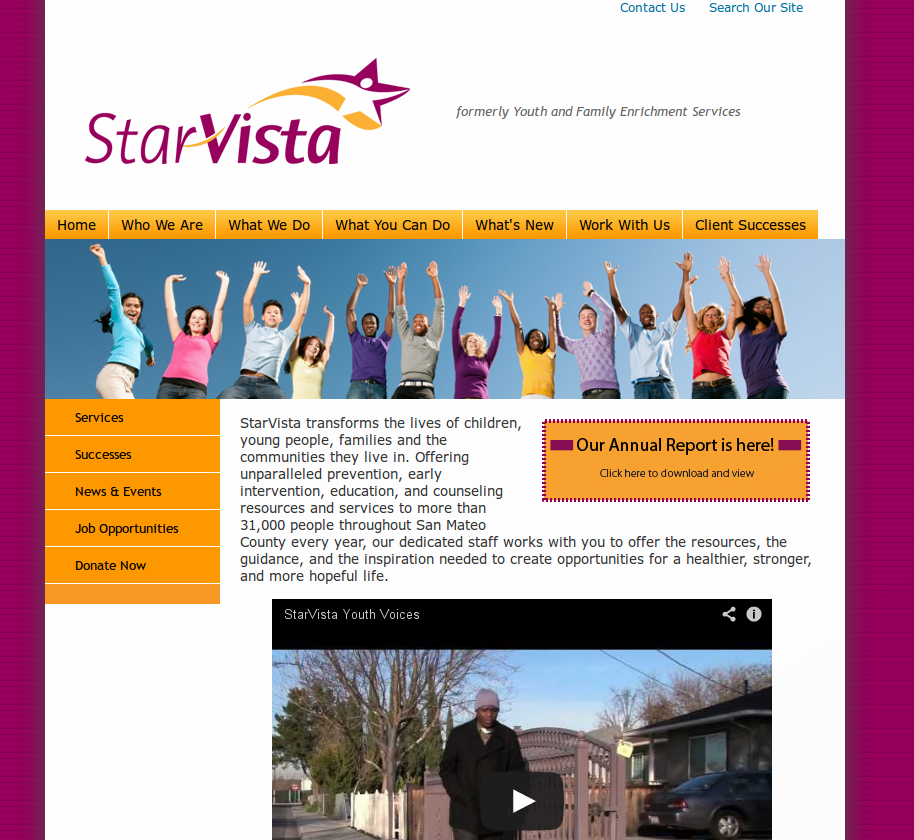 Contact Us
Search Our Site
StarVista
formerly Youth and Family Enrichment Services
Home
Who We Are
What We Do
What You Can Do
What's New
Work With Us
Client Successes
Services
Successes
News & Events
Job Opportunities
Donate Now
StarVista transforms the lives of children,
young people, families and the
communities they live in. Offering
unparalleled prevention, early
intervention, education, and counseling
resources and services to more than
31,000 people throughout San Mateo
County every year, our dedicated staff works with you to offer the resources, the
guidance, and the inspiration needed to create opportunities for a healthier, stronger,
and more hopeful life.
Our Annual Report is here!
Click here to download and view
StarVista Youth Voices